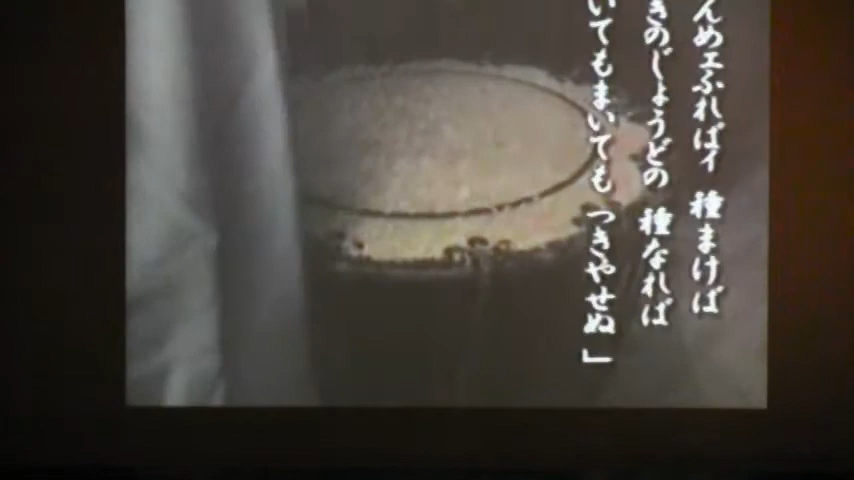 んめェふればィ 種まけば
きのじょうどの 種なれば
いてもまいても つきやせぬ」